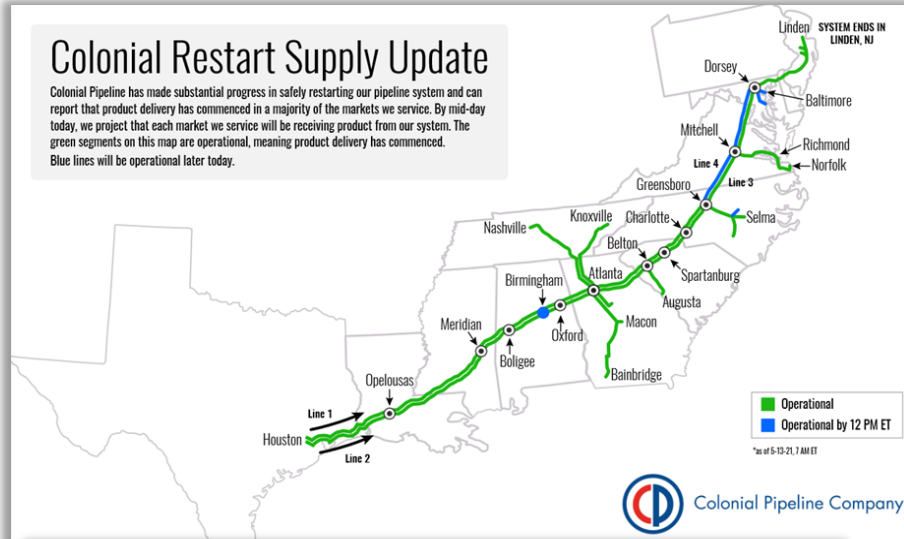 Colonial Restart Supply Update
Colonial Pipeline has made substantial progress in safely restarting our pipeline system and can
report that product delivery has commenced in a majority of the markets we service. By mid-day
today, we project that each market we service will be receiving product from our system. The
green segments on this map are operational, meaning product delivery has commenced.
Blue lines will be operational later today.
Linden
SYSTEM ENDS IN
LINDEN, NJ
Dorsey
Baltimore
Mitchell
Richmond
Norfolk
Line 4
Line 3
Greensboro
Selma
Charlotte
Knoxville
Nashville
Belton
Spartanburg
Atlanta
Augusta
Birmingham
Oxford
Macon
Meridian
Boligee
Bainbridge
Opelousas
Line 1
Houston
Line 2
Operational
Operational by 12 PM ET
*as of 5-13-21, 7 AM ET
CP
Colonial Pipeline Company